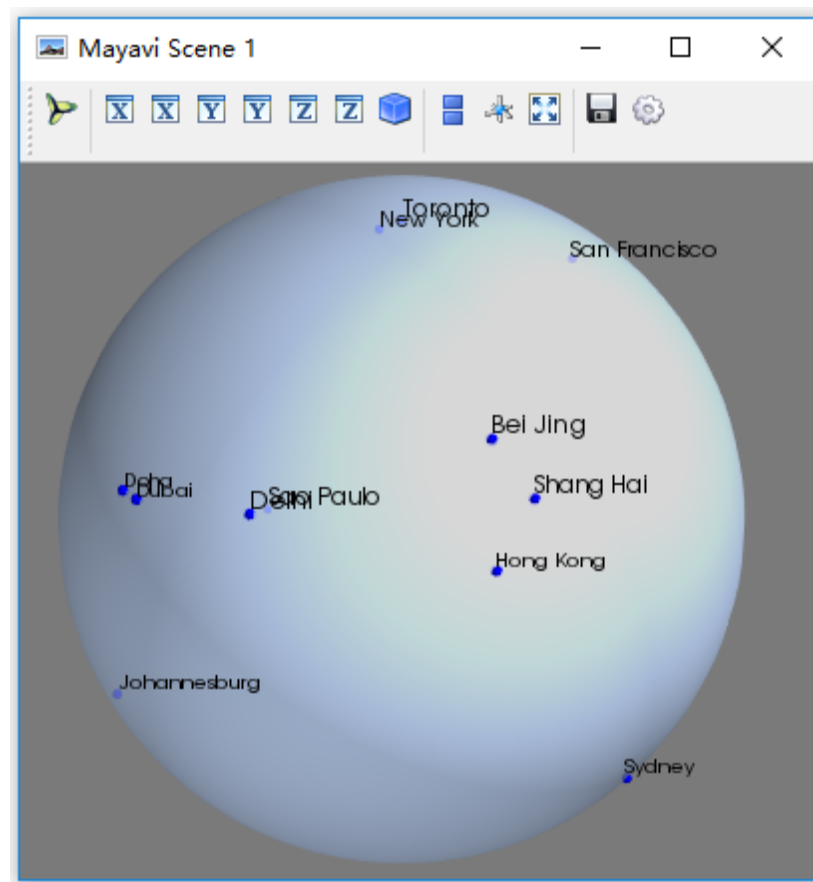 Mayavi Scene 1
X X Y Y Z Z
Toronto
New York
San Francisco
Bei Jing
Doha
Dubai
Shang Hai
Sao Paulo
Delhi
Hong Kong
Johannesburg
Sydney